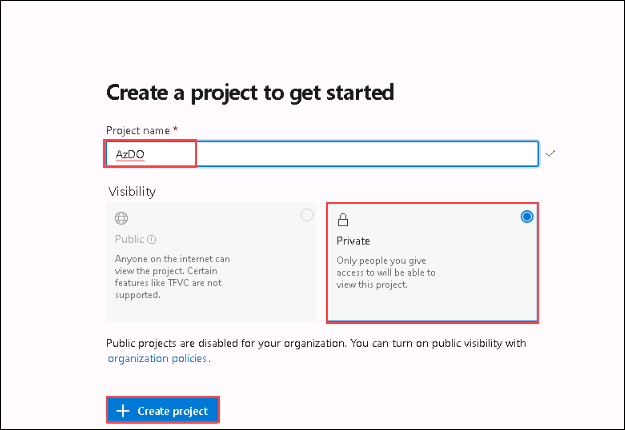 Create a project to get started
Project name *
AzDO
Visibility
Public
Anyone on the internet can
view the project. Certain
features like TFVC are not
supported.
Private
Only people you give
access to will be able to
view this project.
Public projects are disabled for your organization. You can turn on public visibility with
organization policies.
+ Create project